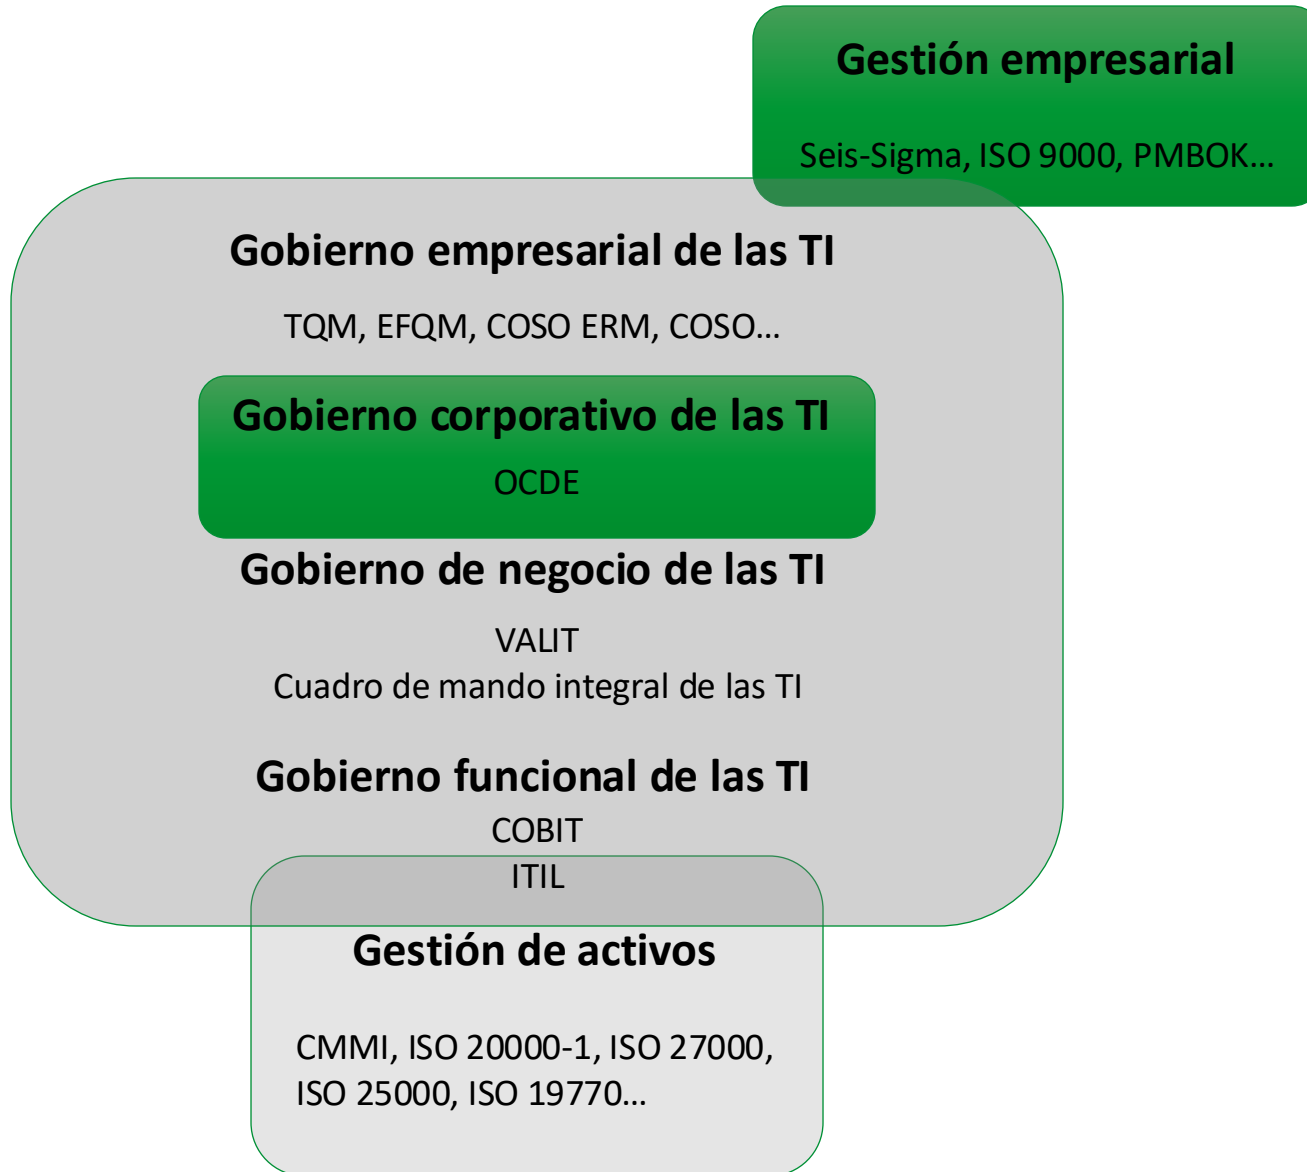 Gestión empresarial
Seis-Sigma, ISO 9000, PMBOK...
Gobierno empresarial de las TI
TQM, EFQM, COSO ERM, COSO...
Gobierno corporativo de las TI
OCDE
Gobierno de negocio de las TI
VALIT
Cuadro de mando integral de las TI
Gobierno funcional de las TI
COBIT
ITIL
Gestión de activos
CMMI, ISO 20000-1, ISO 27000,
ISO 25000, ISO 19770...